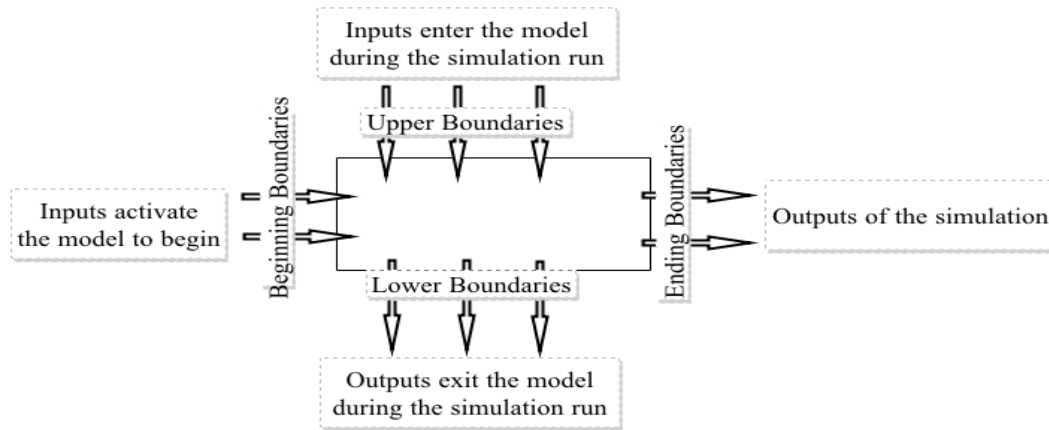 Inputs enter the model
during the simulation run
Upper Boundaries
Beginning Boundaries
Inputs activate
the model to begin
Ending Boundaries
Outputs of the simulation
Lower Boundaries
Outputs exit the model
during the simulation run